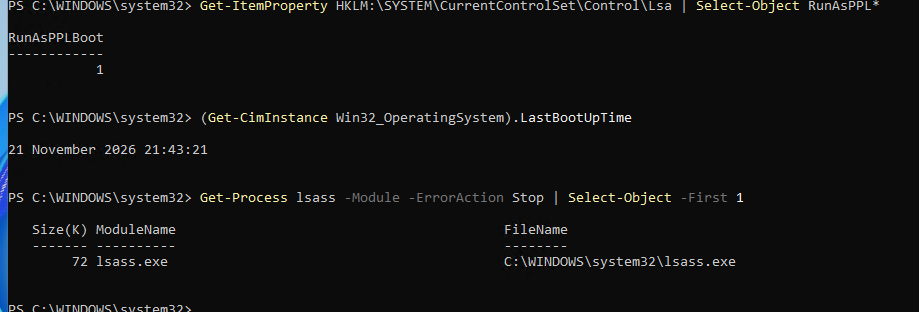 PS C:\WINDOWS\system32> Get-ItemProperty HKLM:\SYSTEM\CurrentControlSet\Control\Lsa | Select-Object RunAsPPL*
RunAsPPLBoot
------------
1
PS C:\WINDOWS\system32> (Get-CimInstance Win32_OperatingSystem).LastBootUpTime
21 November 2026 21:43:21
PS C:\WINDOWS\system32> Get-Process lsass -Module -ErrorAction Stop | Select-Object -First 1
Size(K) ModuleName FileName
------- ---------- --------
72 lsass.exe C:\WINDOWS\system32\lsass.exe
PS C:\WINDOWS\system32>